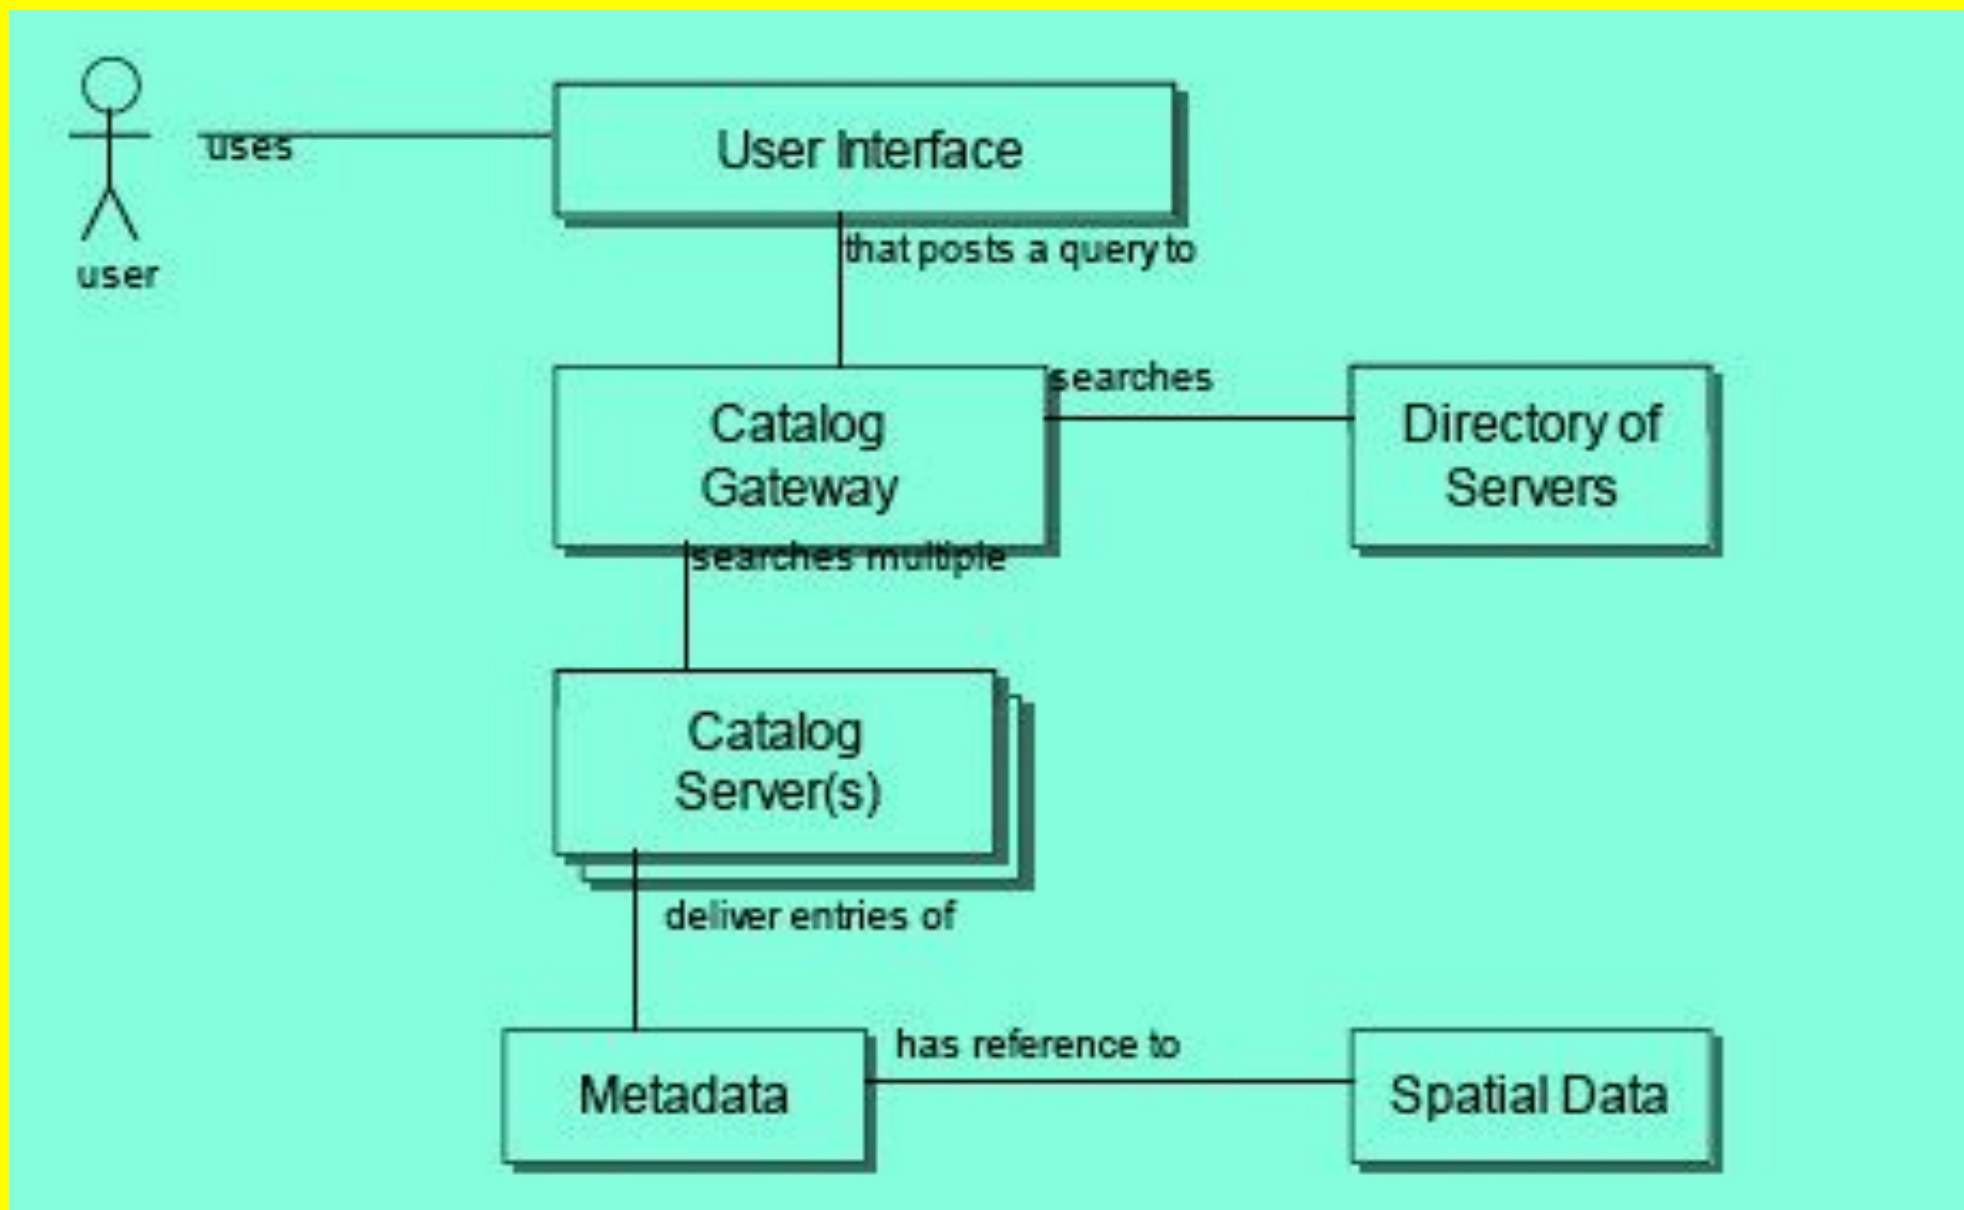 uses
User Interface
user
that posts a query to
searches
Catalog
Gateway
Directory of
Servers
searches multiple
Catalog
Server(s)
deliver entries of
has reference to
Metadata
Spatial Data